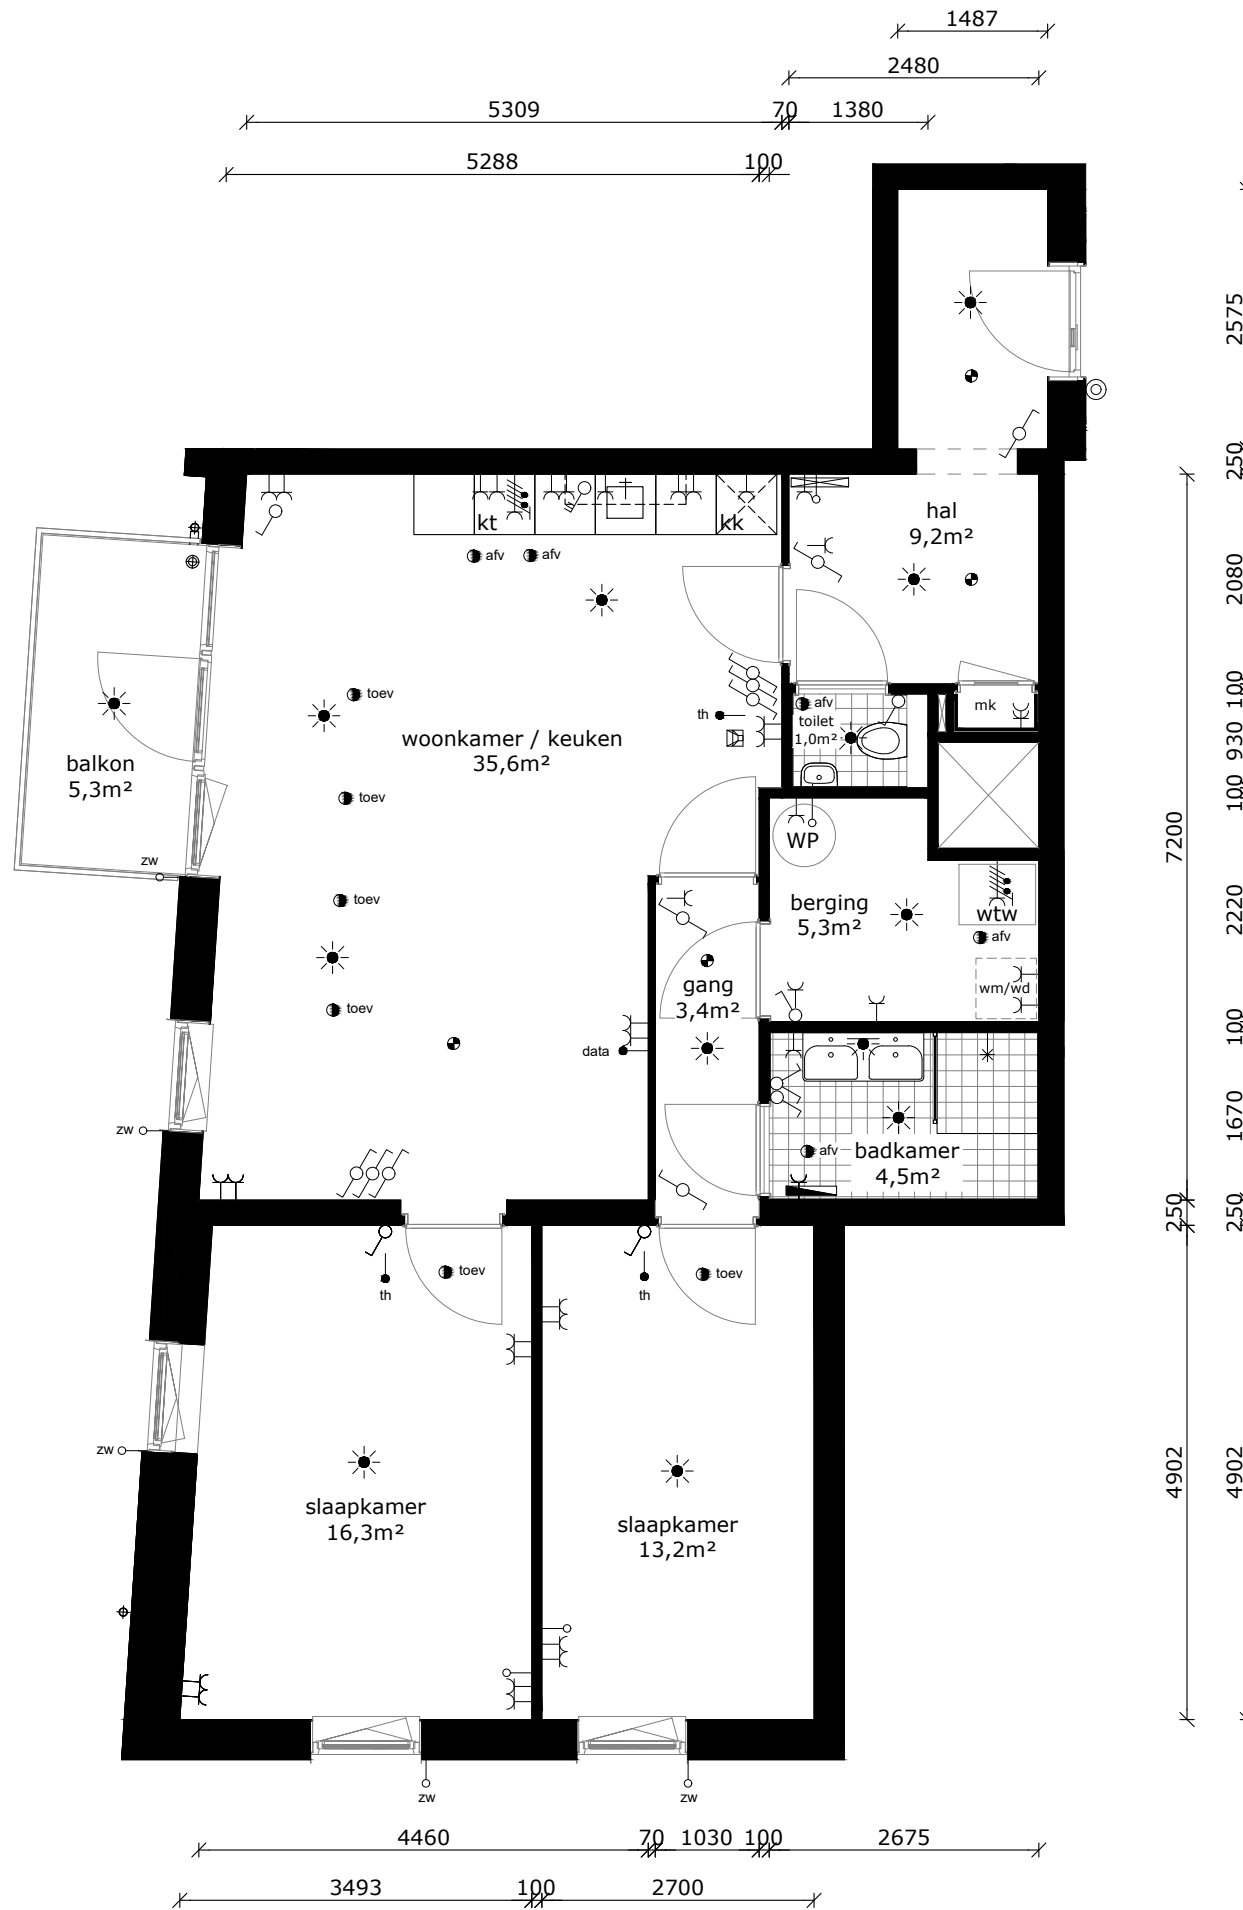 1487
2480
5309
70
1380
5288
100
2575
250
kt
kk
afv
afv
hal
9,2m²
2080
toev
th
afv
toilet
1,0m²
mk
100
woonkamer / keuken
35,6m²
balkon
5,3m²
930
toev
100
WP
7200
zw
toev
berging
5,3m²
wtw
afv
2220
gang
3,4m²
wm/wd
toev
data
100
zw
badkamer
4,5m²
afv
1670
250
250
toev
th
toev
th
zw
4902
4902
slaapkamer
16,3m²
slaapkamer
13,2m²
zw
zw
4460
70
1030
100
2675
3493
100
2700